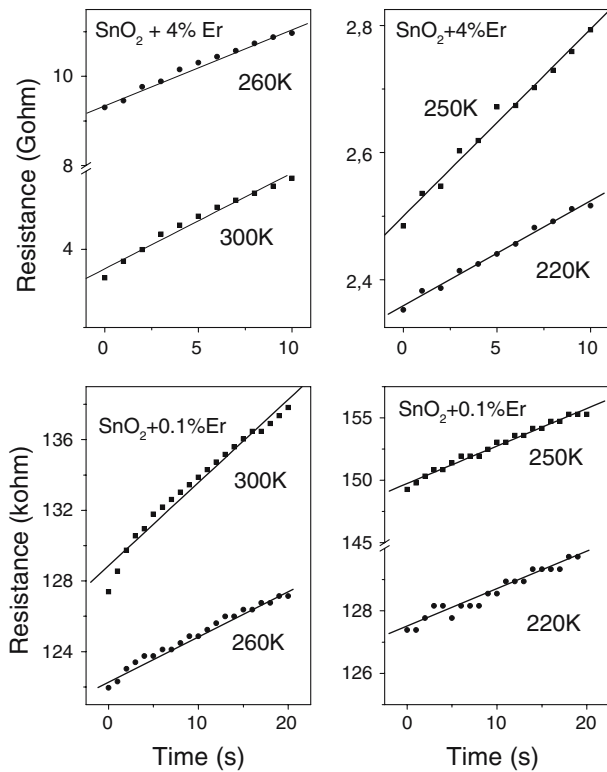 SnO2 + 4% Er
260K
300K
Resistance (Gohm)
10
8
4
0
5
10
SnO2+4%Er
250K
220K
2,8
2,6
2,4
0
5
10
SnO2+0.1%Er
300K
260K
Resistance (kohm)
136
132
128
124
0
10
20
Time (s)
SnO2+0.1%Er
250K
220K
155
150
145
128
126
0
10
20
Time (s)